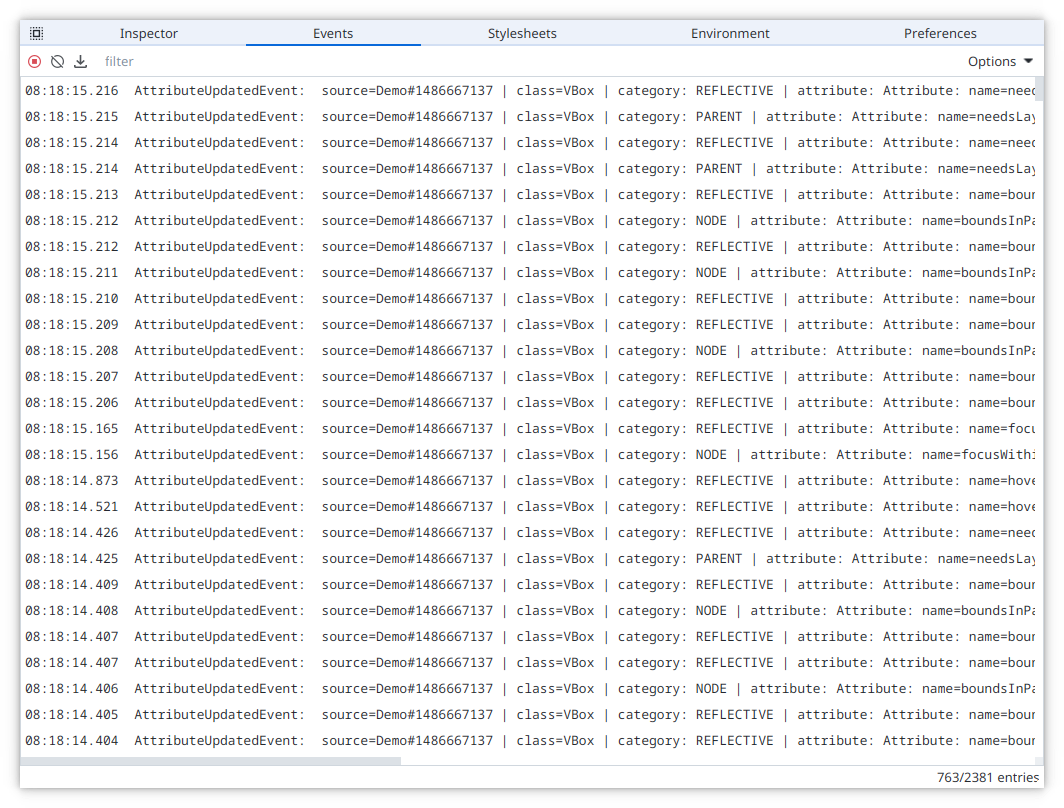 Inspector Events Stylesheets Environment Preferences
filter Options
08:18:15.216 AttributeUpdatedEvent: source=Demo#1486667137 | class=VBox | category: REFLECTIVE | attribute: Attribute: name=need
08:18:15.215 AttributeUpdatedEvent: source=Demo#1486667137 | class=VBox | category: PARENT | attribute: Attribute: name=needsLay
08:18:15.214 AttributeUpdatedEvent: source=Demo#1486667137 | class=VBox | category: REFLECTIVE | attribute: Attribute: name=need
08:18:15.214 AttributeUpdatedEvent: source=Demo#1486667137 | class=VBox | category: PARENT | attribute: Attribute: name=needsLay
08:18:15.213 AttributeUpdatedEvent: source=Demo#1486667137 | class=VBox | category: REFLECTIVE | attribute: Attribute: name=boun
08:18:15.212 AttributeUpdatedEvent: source=Demo#1486667137 | class=VBox | category: NODE | attribute: Attribute: name=boundsInPa
08:18:15.212 AttributeUpdatedEvent: source=Demo#1486667137 | class=VBox | category: REFLECTIVE | attribute: Attribute: name=boun
08:18:15.211 AttributeUpdatedEvent: source=Demo#1486667137 | class=VBox | category: NODE | attribute: Attribute: name=boundsInPa
08:18:15.210 AttributeUpdatedEvent: source=Demo#1486667137 | class=VBox | category: REFLECTIVE | attribute: Attribute: name=boun
08:18:15.209 AttributeUpdatedEvent: source=Demo#1486667137 | class=VBox | category: REFLECTIVE | attribute: Attribute: name=boun
08:18:15.208 AttributeUpdatedEvent: source=Demo#1486667137 | class=VBox | category: NODE | attribute: Attribute: name=boundsInPa
08:18:15.207 AttributeUpdatedEvent: source=Demo#1486667137 | class=VBox | category: REFLECTIVE | attribute: Attribute: name=boun
08:18:15.206 AttributeUpdatedEvent: source=Demo#1486667137 | class=VBox | category: REFLECTIVE | attribute: Attribute: name=boun
08:18:15.165 AttributeUpdatedEvent: source=Demo#1486667137 | class=VBox | category: REFLECTIVE | attribute: Attribute: name=focu
08:18:15.156 AttributeUpdatedEvent: source=Demo#1486667137 | class=VBox | category: NODE | attribute: Attribute: name=focusWithi
08:18:14.873 AttributeUpdatedEvent: source=Demo#1486667137 | class=VBox | category: REFLECTIVE | attribute: Attribute: name=hove
08:18:14.521 AttributeUpdatedEvent: source=Demo#1486667137 | class=VBox | category: REFLECTIVE | attribute: Attribute: name=hove
08:18:14.426 AttributeUpdatedEvent: source=Demo#1486667137 | class=VBox | category: REFLECTIVE | attribute: Attribute: name=need
08:18:14.425 AttributeUpdatedEvent: source=Demo#1486667137 | class=VBox | category: PARENT | attribute: Attribute: name=needsLay
08:18:14.409 AttributeUpdatedEvent: source=Demo#1486667137 | class=VBox | category: REFLECTIVE | attribute: Attribute: name=boun
08:18:14.408 AttributeUpdatedEvent: source=Demo#1486667137 | class=VBox | category: NODE | attribute: Attribute: name=boundsInPa
08:18:14.407 AttributeUpdatedEvent: source=Demo#1486667137 | class=VBox | category: REFLECTIVE | attribute: Attribute: name=boun
08:18:14.407 AttributeUpdatedEvent: source=Demo#1486667137 | class=VBox | category: REFLECTIVE | attribute: Attribute: name=boun
08:18:14.406 AttributeUpdatedEvent: source=Demo#1486667137 | class=VBox | category: NODE | attribute: Attribute: name=boundsInPa
08:18:14.405 AttributeUpdatedEvent: source=Demo#1486667137 | class=VBox | category: REFLECTIVE | attribute: Attribute: name=boun
08:18:14.404 AttributeUpdatedEvent: source=Demo#1486667137 | class=VBox | category: REFLECTIVE | attribute: Attribute: name=boun
763/2381 entries